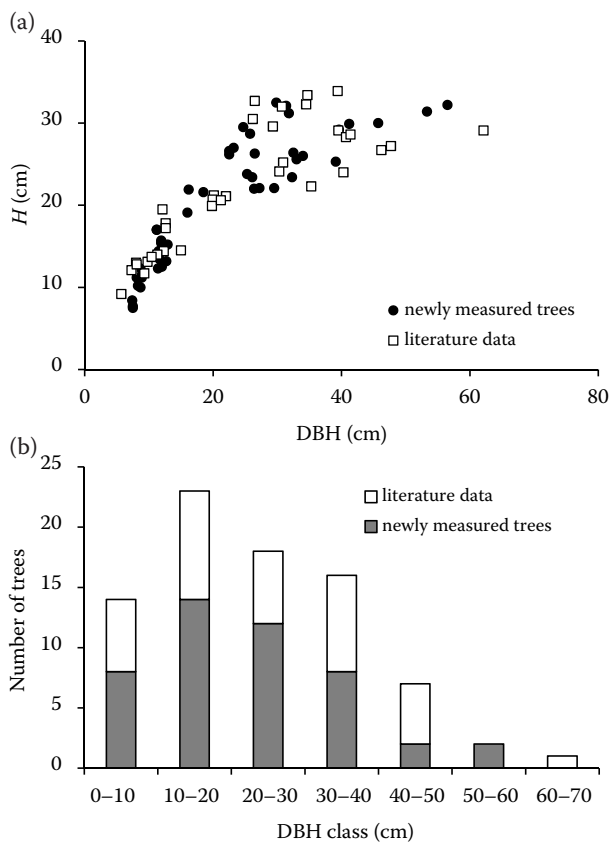 (a)
40
30
20
10
0
H (cm)
newly measured trees
literature data
0 20 40 60 80
DBH (cm)
(b)
25
20
15
10
5
0
Number of trees
literature data
newly measured trees
0–10 10–20 20–30 30–40 40–50 50–60 60–70
DBH class (cm)